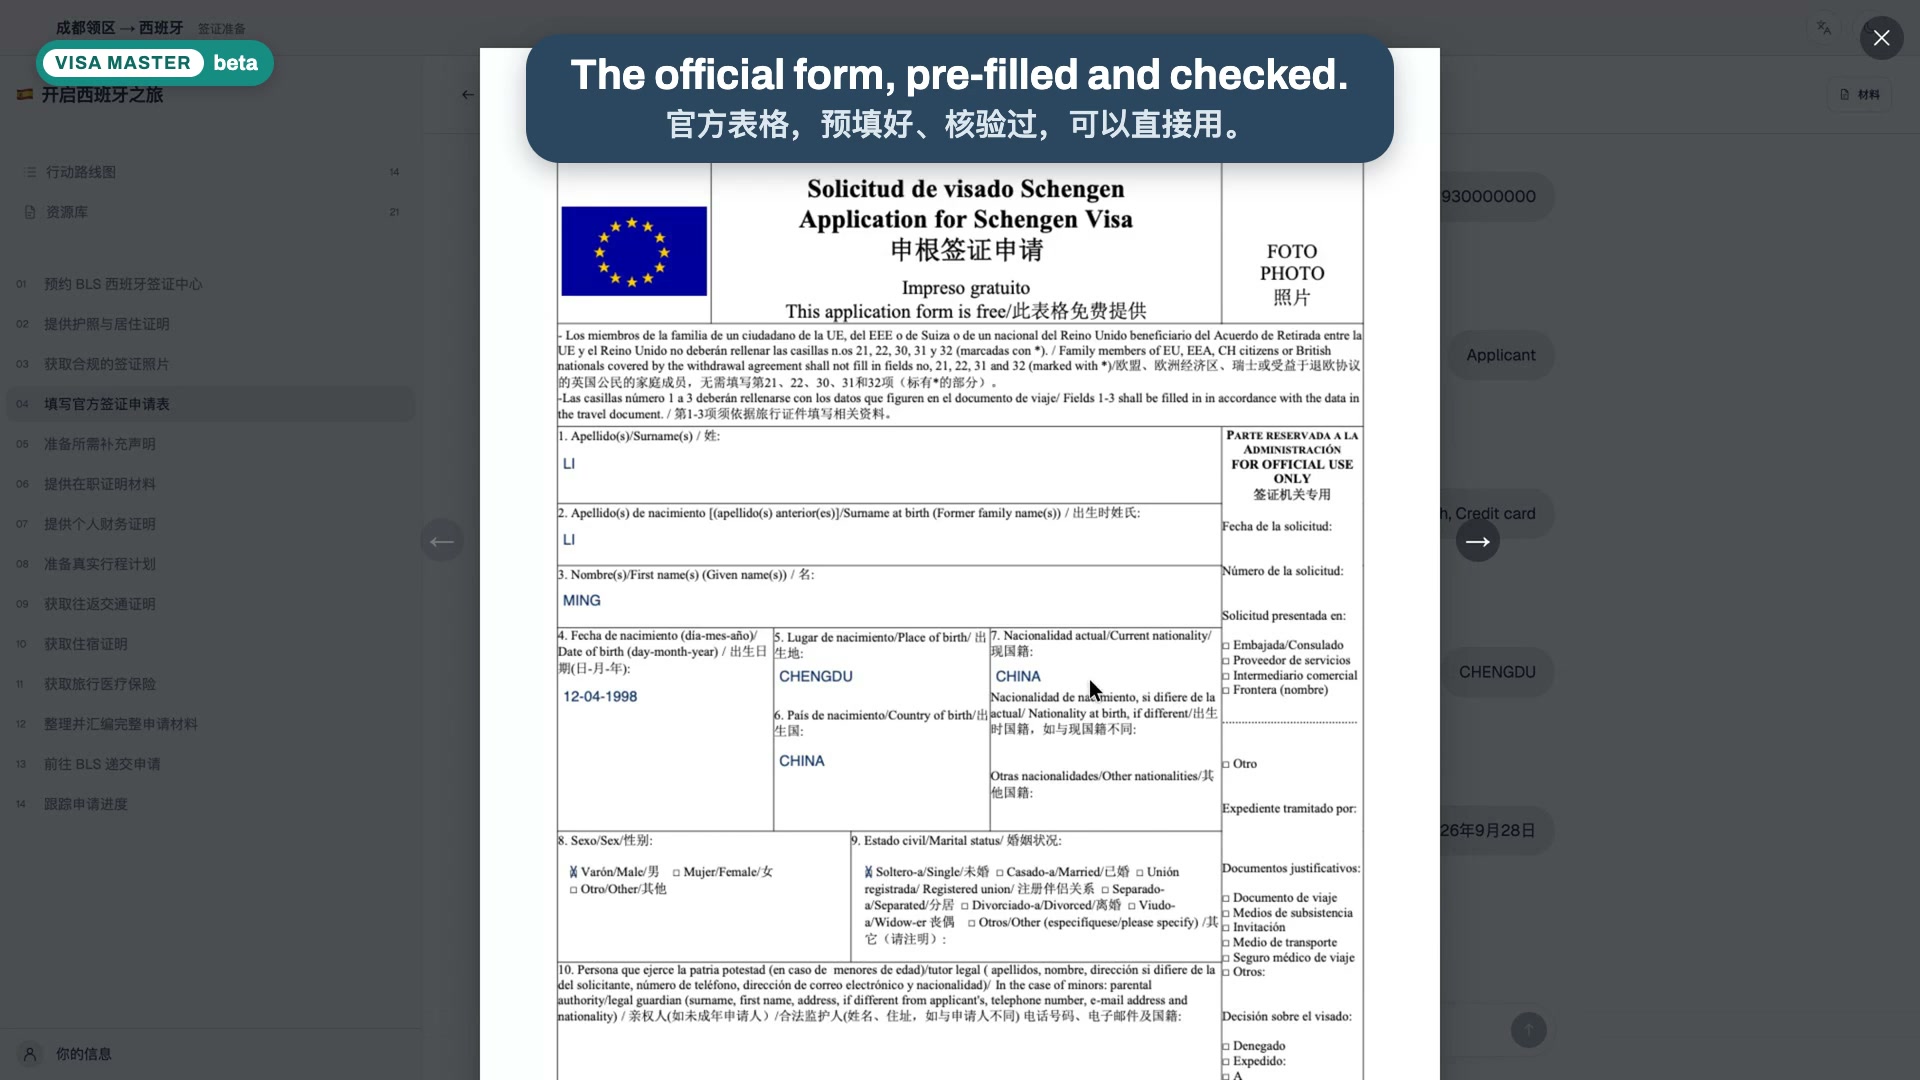 成都领区 → 西班牙 签证准备
VISA MASTER beta
开启西班牙之旅
材料
行动路线图 14
资源库 21
01 预约 BLS 西班牙签证中心
02 提供护照与居住证明
03 获取合规的签证照片
04 填写官方签证申请表
05 准备所需补充声明
06 提供在职证明材料
07 提供个人财务证明
08 准备真实行程计划
09 获取往返交通证明
10 获取住宿证明
11 获取旅行医疗保险
12 整理并汇编完整申请材料
13 前往 BLS 递交申请
14 跟踪申请进度
你的信息
The official form, pre-filled and checked.
官方表格，预填好、核验过，可以直接用。
Solicitud de visado Schengen
Application for Schengen Visa
申根签证申请
Impreso gratuito
This application form is free/此表格免费提供
FOTO
PHOTO
照片
- Los miembros de la familia de un ciudadano de la UE, del EEE o de Suiza o de un nacional del Reino Unido beneficiario del Acuerdo de Retirada entre la
UE y el Reino Unido no deberán rellenar las casillas n.os 21, 22, 30, 31 y 32 (marcadas con *). / Family members of EU, EEA, CH citizens or British
nationals covered by the withdrawal agreement shall not fill in fields no, 21, 22, 31 and 32 (marked with *)/欧盟、欧洲经济区、瑞士或受益于退欧协议
的英国公民的家庭成员，无需填写第21、22、30、31和32项（标有*的部分）。
-Las casillas número 1 a 3 deberán rellenarse con los datos que figuren en el documento de viaje/ Fields 1-3 shall be filled in in accordance with the data in
the travel document. / 第1-3项须依据旅行证件填写相关资料。
1. Apellido(s)/Surname(s) / 姓:
LI
2. Apellido(s) de nacimiento [(apellido(s) anterior(es)]/Surname at birth (Former family name(s)) / 出生时姓氏:
LI
3. Nombre(s)/First name(s) (Given name(s)) / 名:
MING
4. Fecha de nacimiento (día-mes-año)/
Date of birth (day-month-year) / 出生日
期(日-月-年):
12-04-1998
5. Lugar de nacimiento/Place of birth/ 出
生地:
CHENGDU
6. País de nacimiento/Country of birth/出
生国:
CHINA
7. Nacionalidad actual/Current nationality/
现国籍:
CHINA
Nacionalidad de nacimiento, si difiere de la
actual/ Nationality at birth, if different/出生
时国籍，如与现国籍不同:
Otras nacionalidades/Other nationalities/其
他国籍:
8. Sexo/Sex/性别:
Varón/Male/男 □ Mujer/Female/女
□ Otro/Other/其他
9. Estado civil/Marital status/ 婚姻状况:
Soltero-a/Single/未婚 □ Casado-a/Married/已婚 □ Unión
registrada/ Registered union/ 注册伴侣关系 □ Separado-
a/Separated/分居 □ Divorciado-a/Divorced/离婚 □ Viudo-
a/Widow-er 丧偶 □ Otros/Other (especifíquese/please specify) /其
它（请注明）:
10. Persona que ejerce la patria potestad (en caso de menores de edad)/tutor legal ( apellidos, nombre, dirección si difiere de la
del solicitante, número de teléfono, dirección de correo electrónico y nacionalidad)/ In the case of minors: parental
authority/legal guardian (surname, first name, address, if different from applicant's, telephone number, e-mail address and
nationality) / 亲权人(如未成年申请人）/合法监护人(姓名、住址，如与申请人不同) 电话号码、电子邮件及国籍:
PARTE RESERVADA A LA
ADMINISTRACIÓN
FOR OFFICIAL USE
ONLY
签证机关专用
Fecha de la solicitud:
Número de la solicitud:
Solicitud presentada en:
□ Embajada/Consulado
□ Proveedor de servicios
□ Intermediario comercial
□ Frontera (nombre)
□ Otro
Expediente tramitado por:
Documentos justificativos:
□ Documento de viaje
□ Medios de subsistencia
□ Invitación
□ Medio de transporte
□ Seguro médico de viaje
□ Otros:
Decisión sobre el visado:
□ Denegado
□ Expedido:
□ A
930000000
Applicant
h, Credit card
CHENGDU
26年9月28日